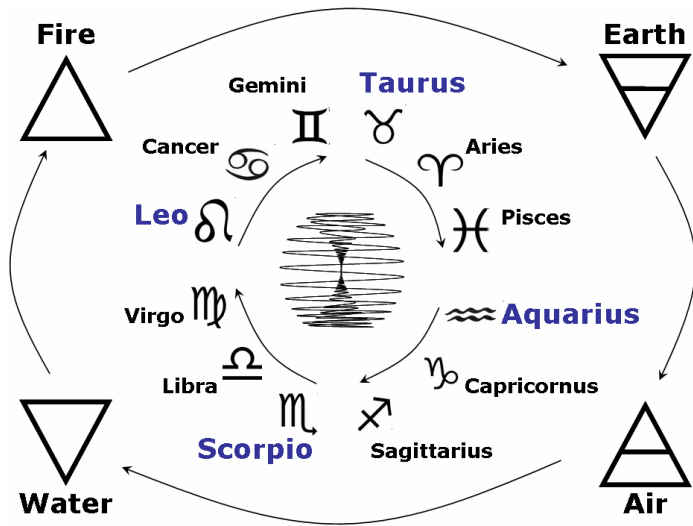 Fire
Earth
Gemini
Taurus
Cancer
Aries
Leo
Pisces
Virgo
Aquarius
Libra
Capricornus
Scorpio
Sagittarius
Water
Air